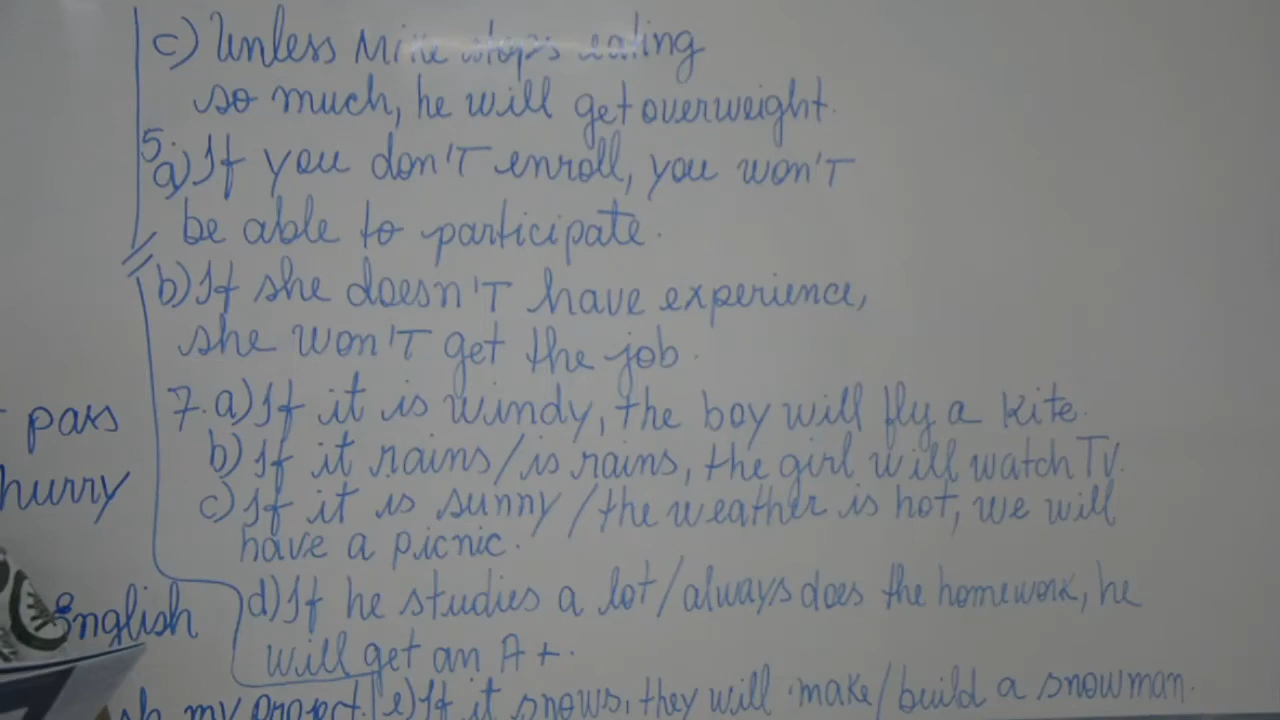 c) Unless Mike stops eating
so much, he will get overweight.
5.
a) If you don't enroll, you won't
be able to participate.
b) If she doesn't have experience,
she won't get the job.
7. a) If it is windy, the boy will fly a kite.
b) If it rains/is rains, the girl will watch TV.
c) If it is sunny/the weather is hot, we will
have a picnic.
d) If he studies a lot/always does the homework, he
will get an A+.
e) If it snows, they will make/build a snowman.
pass
hurry
English
my project.